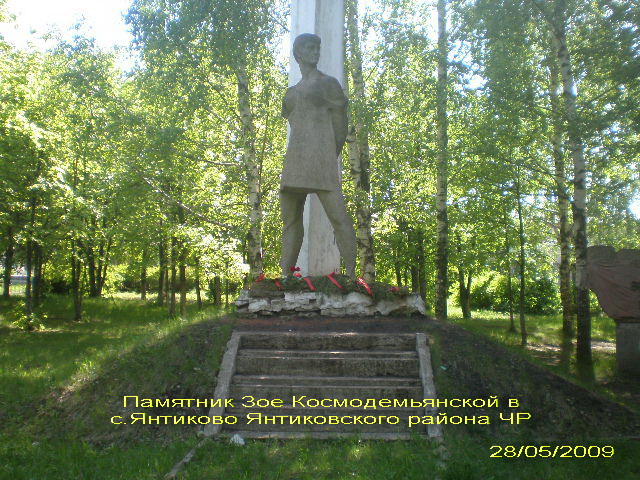 Памятник Зое Космодемьянской в
с.Янтиково Янтиковского района ЧР
28/05/2009